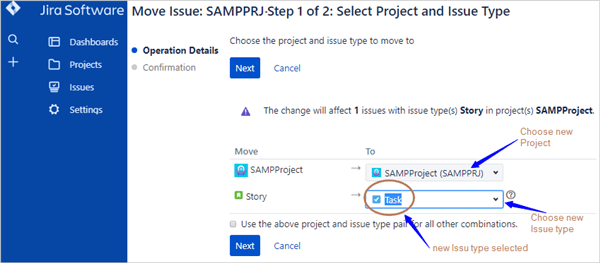 Jira Software
Move Issue: SAMPPRJ-Step 1 of 2: Select Project and Issue Type
Dashboards
Projects
Issues
Settings
Operation Details
Confirmation
Choose the project and issue type to move to
Next Cancel
The change will affect 1 issues with issue type(s) Story in project(s) SAMPProject.
Choose new
Project
Move To
SAMPProject → SAMPProject (SAMPPRJ)
Story → Task
Use the above project and issue type pair for all other combinations.
Choose new
Issue type
Next Cancel
new Issu type selected